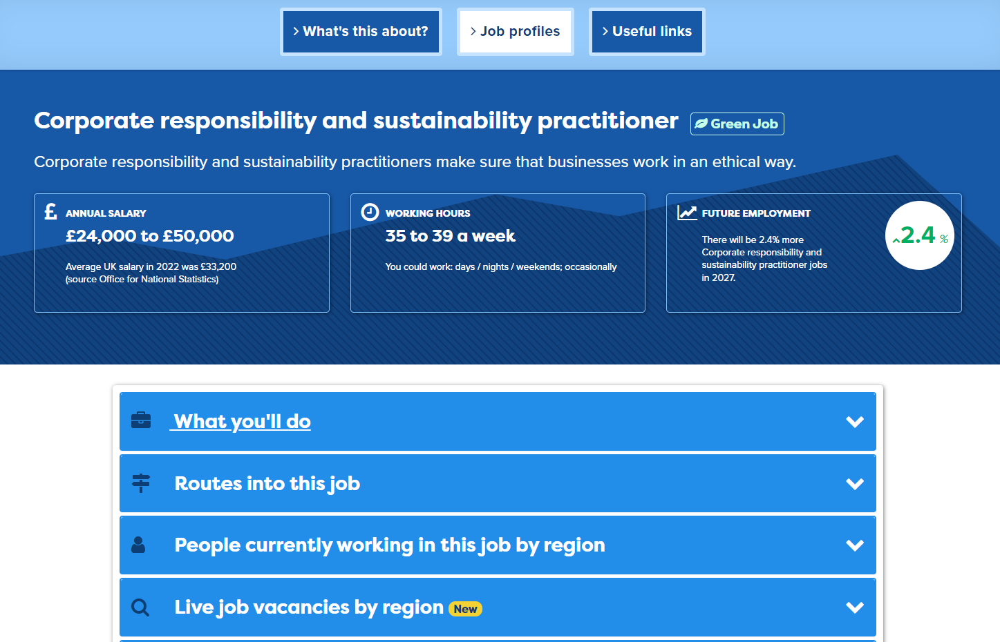 What's this about?
Job profiles
Useful links
Corporate responsibility and sustainability practitioner
Green Job
Corporate responsibility and sustainability practitioners make sure that businesses work in an ethical way.
£ ANNUAL SALARY
£24,000 to £50,000
Average UK salary in 2022 was £33,200
(source Office for National Statistics)
WORKING HOURS
35 to 39 a week
You could work: days / nights / weekends; occasionally
FUTURE EMPLOYMENT
There will be 2.4% more
Corporate responsibility and
sustainability practitioner jobs
in 2027.
2.4 %
What you'll do
Routes into this job
People currently working in this job by region
Live job vacancies by region New